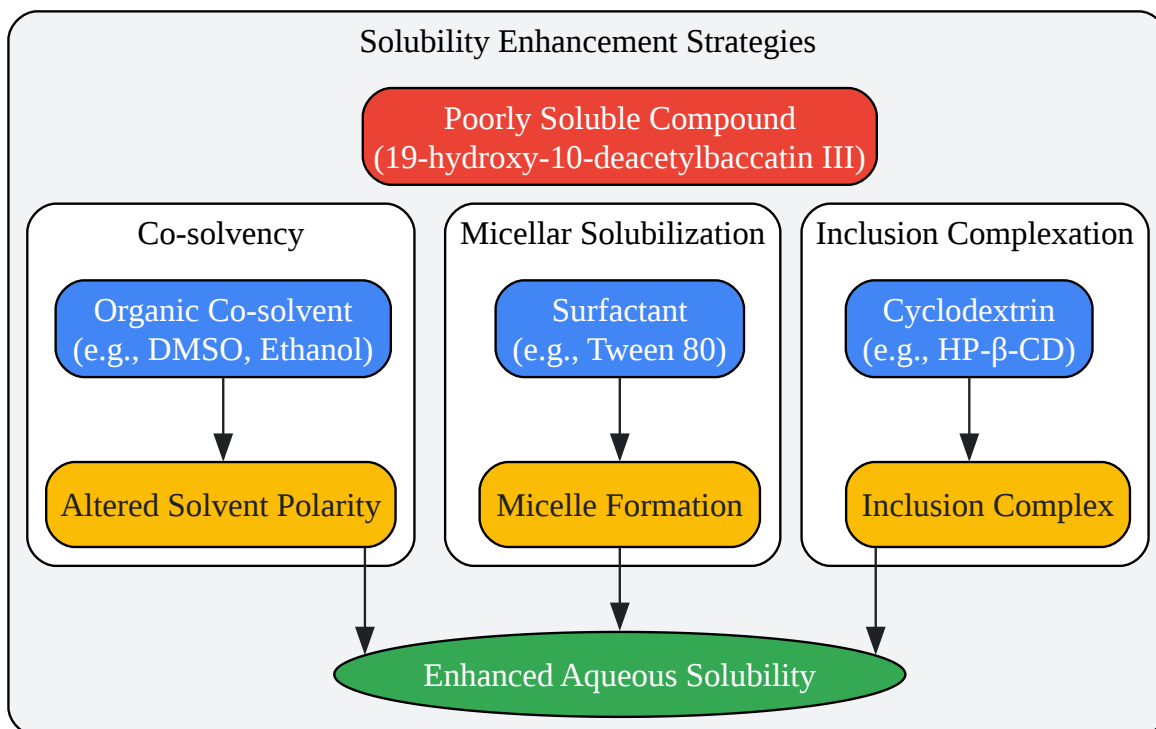 Solubility Enhancement Strategies
Poorly Soluble Compound
(19-hydroxy-10-deacetylbaccatin III)
Co-solvency
Organic Co-solvent
(e.g., DMSO, Ethanol)
Altered Solvent Polarity
Micellar Solubilization
Surfactant
(e.g., Tween 80)
Micelle Formation
Inclusion Complexation
Cyclodextrin
(e.g., HP-β-CD)
Inclusion Complex
Enhanced Aqueous Solubility